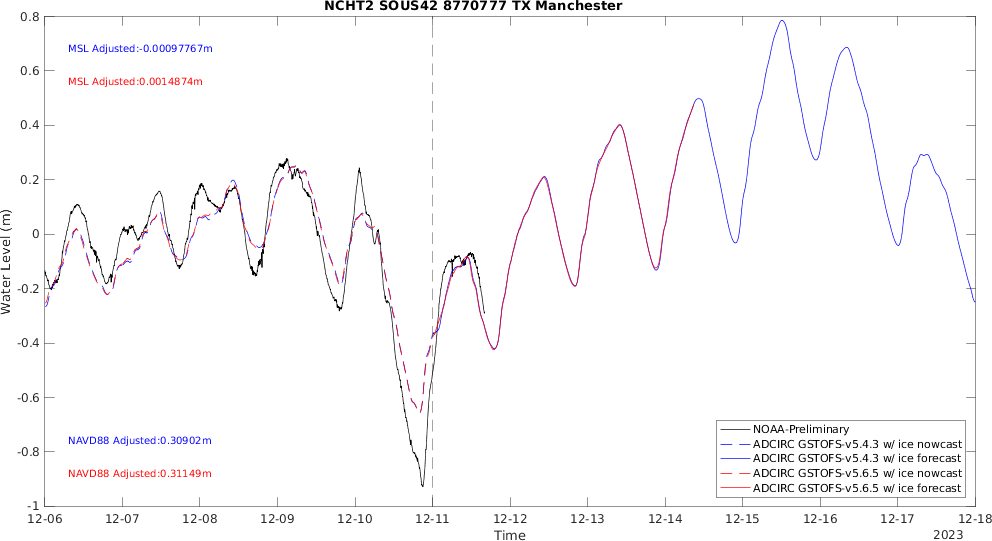 NCHT2 SOUS42 8770777 TX Manchester
0.8
0.6
0.4
0.2
0
-0.2
-0.4
-0.6
-0.8
-1
Water Level (m)
MSL Adjusted:-0.00097767m
MSL Adjusted:0.0014874m
NAVD88 Adjusted:0.30902m
NAVD88 Adjusted:0.31149m
NOAA-Preliminary
ADCIRC GSTOFS-v5.4.3 w/ ice nowcast
ADCIRC GSTOFS-v5.4.3 w/ ice forecast
ADCIRC GSTOFS-v5.6.5 w/ ice nowcast
ADCIRC GSTOFS-v5.6.5 w/ ice forecast
12-06 12-07 12-08 12-09 12-10 12-11 12-12 12-13 12-14 12-15 12-16 12-17 12-18
Time
2023